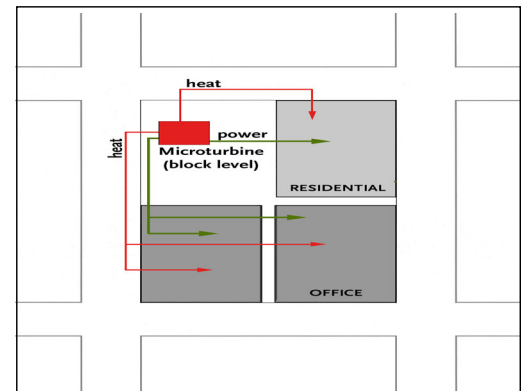 heat
heat
power
Microturbine
(block level)
RESIDENTIAL
OFFICE